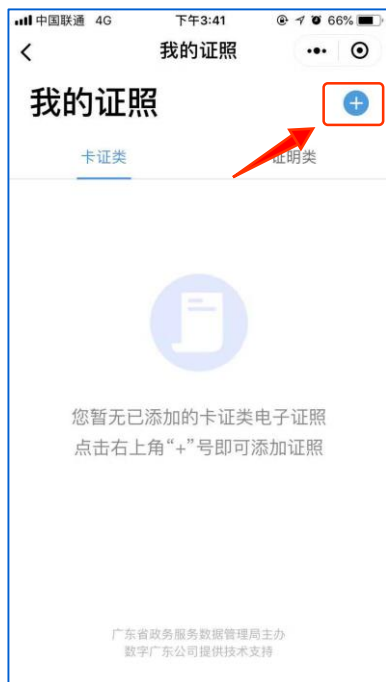 中国联通 4G 下午3:41 66%
我的证照
我的证照
卡证类 证明类
您暂无已添加的卡证类电子证照
点击右上角“+”号即可添加证照
广东省政务服务数据管理局主办
数字广东公司提供技术支持